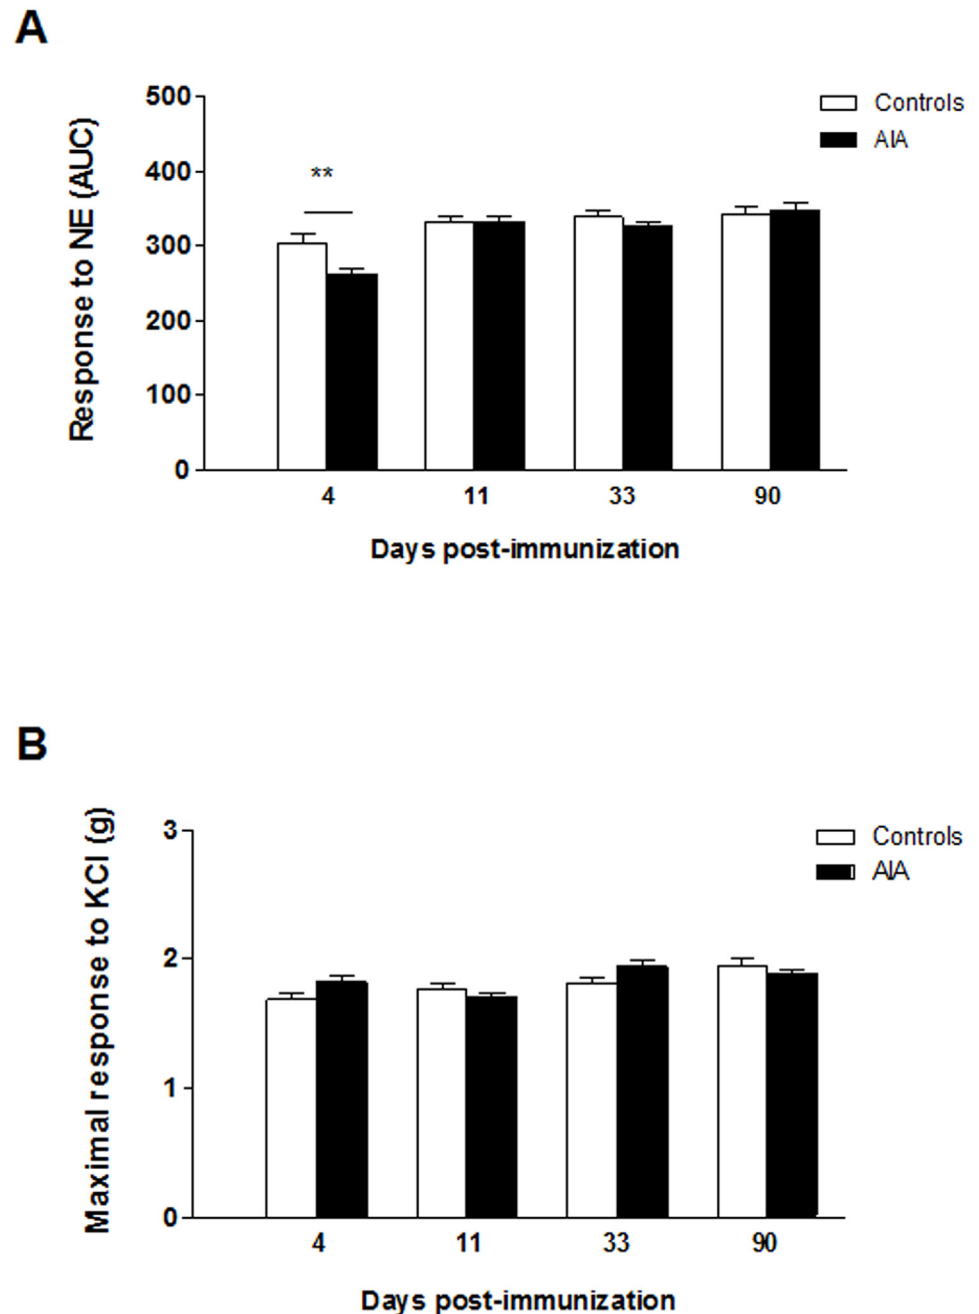 A
Response to NE (AUC)
500
400
300
200
100
0
**
Controls
AIA
4 11 33 90
Days post-immunization
B
Maximal response to KCl (g)
3
2
1
0
Controls
AIA
4 11 33 90
Days post-immunization